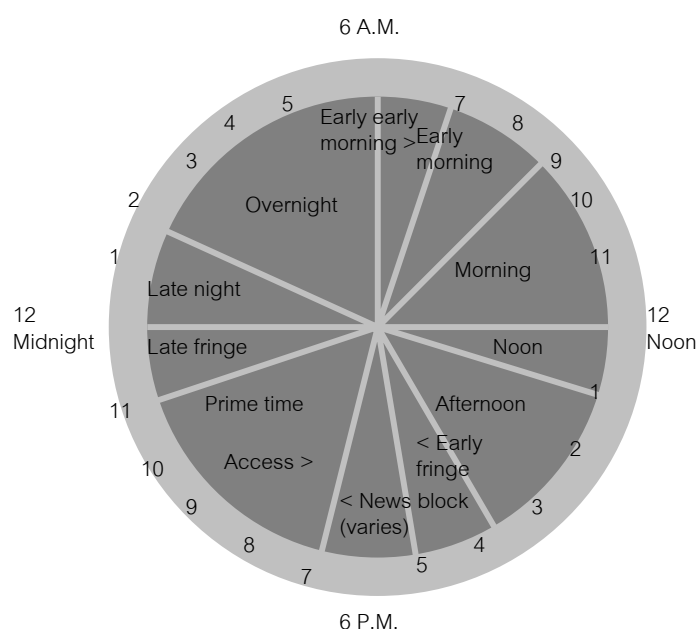 6 A.M.
7
8
9
10
11
12
Noon
1
2
3
4
5
6 P.M.
7
8
9
10
11
12
Midnight
1
2
3
4
5
Early early
morning >
Early
morning
Morning
Noon
Afternoon
< Early
fringe
< News block
(varies)
Access >
Prime time
Late fringe
Late night
Overnight